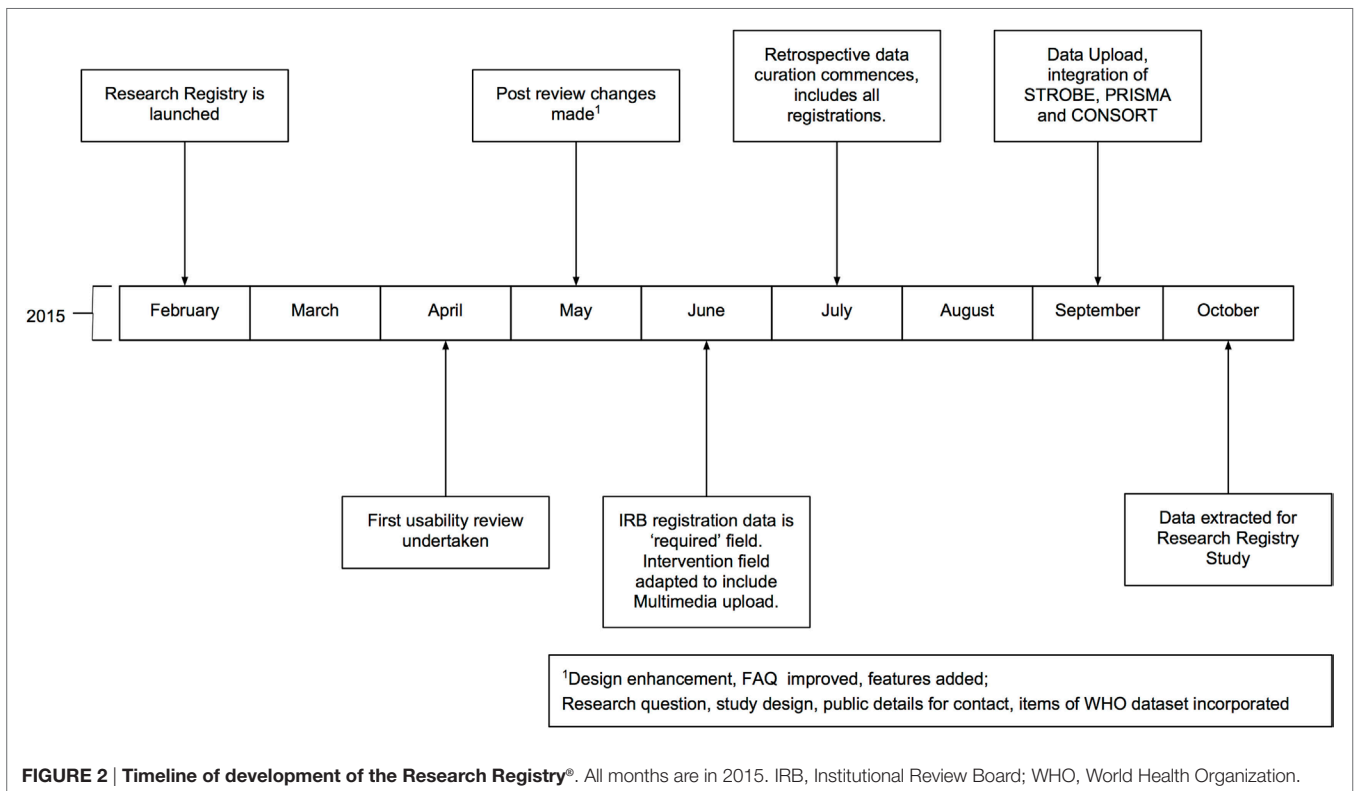 Research Registry is
launched
Post review changes
made¹
Retrospective data
curation commences,
includes all
registrations.
Data Upload,
integration of
STROBE, PRISMA
and CONSORT
2015
February
March
April
May
June
July
August
September
October
First usability review
undertaken
IRB registration data is
‘required’ field.
Intervention field
adapted to include
Multimedia upload.
Data extracted for
Research Registry
Study
¹Design enhancement, FAQ improved, features added;
Research question, study design, public details for contact, items of WHO dataset incorporated
FIGURE 2 | Timeline of development of the Research Registry®. All months are in 2015. IRB, Institutional Review Board; WHO, World Health Organization.